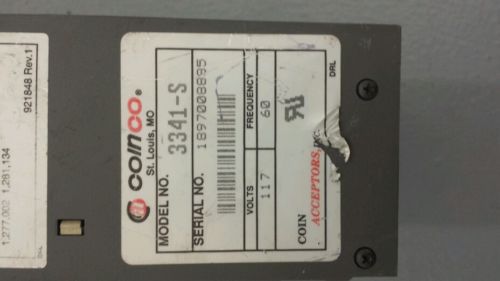 921848 Rev.1
1,277,002 1,281,134
coinco®
St. Louis, MO
MODEL NO.
3341-S
SERIAL NO.
1897008895
VOLTS FREQUENCY
117 60
COIN
ACCEPTORS,
DRL